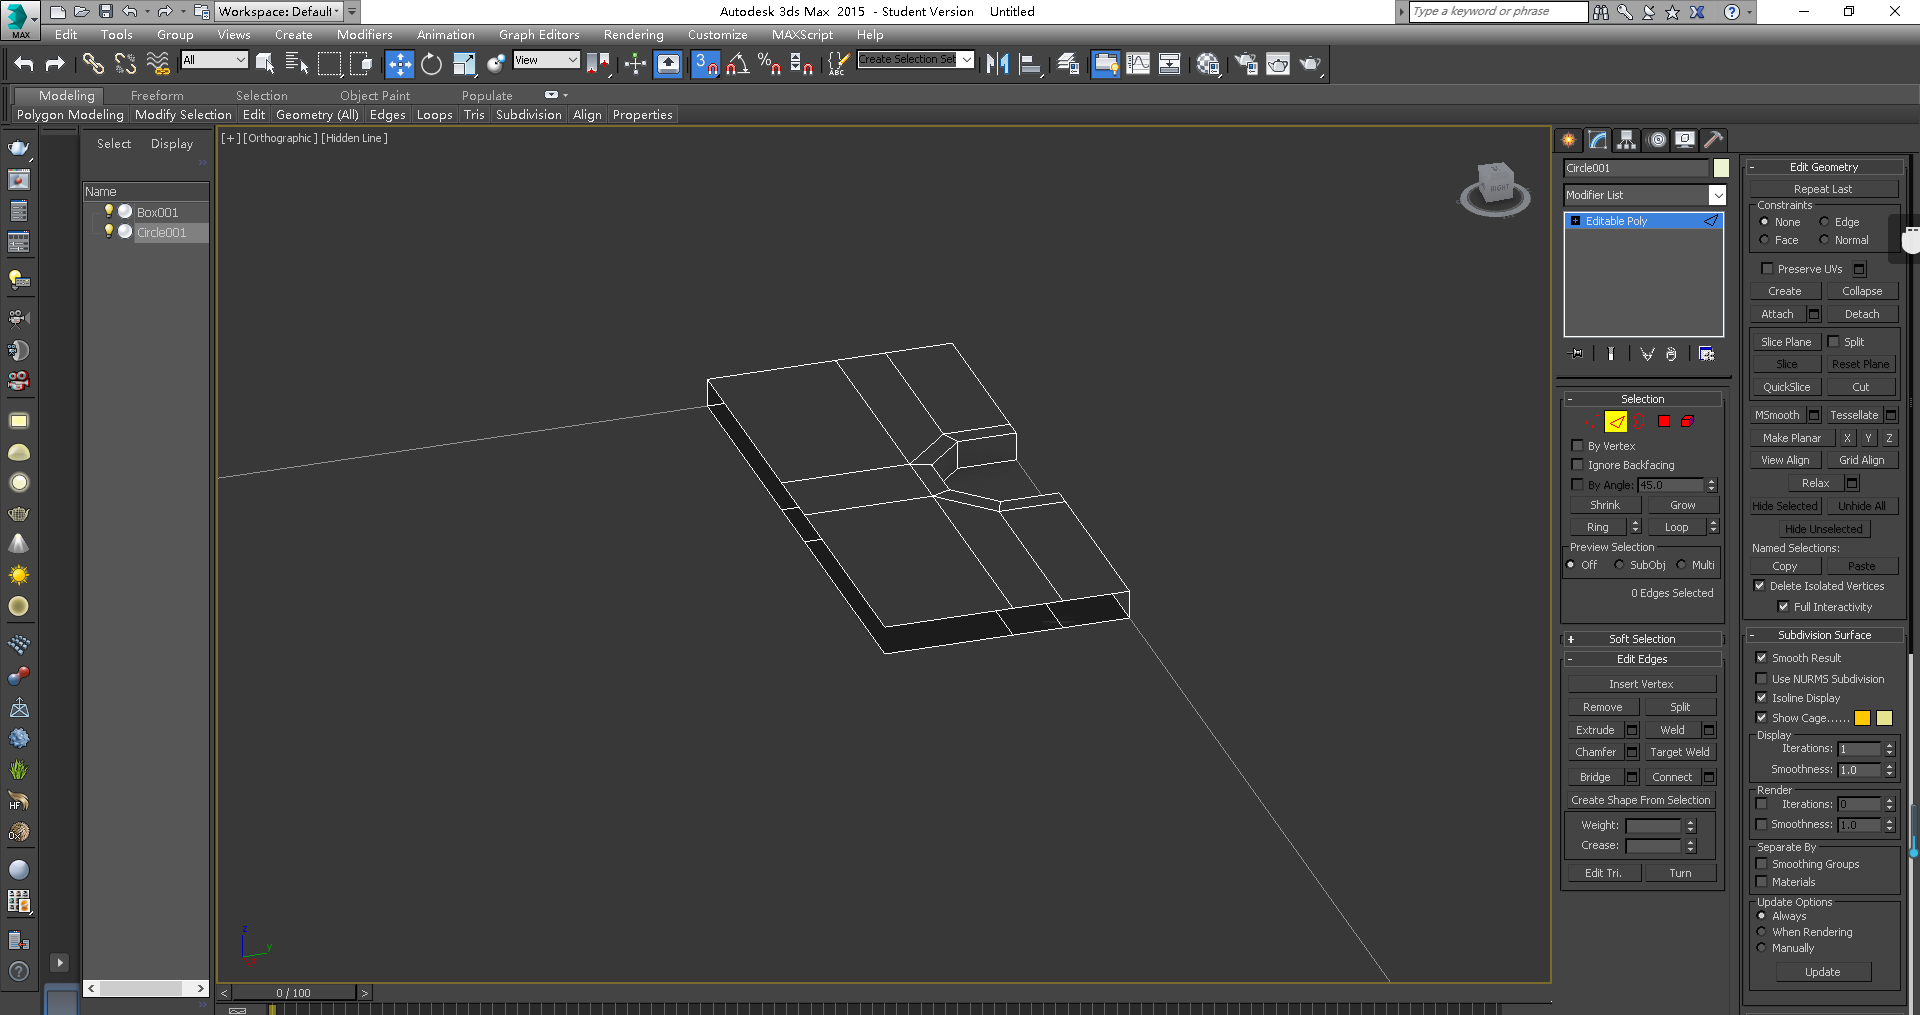 Workspace: Default
Autodesk 3ds Max 2015 - Student Version Untitled
Type a keyword or phrase
MAX
Edit Tools Group Views Create Modifiers Animation Graph Editors Rendering Customize MAXScript Help
All
View
3
%
ABC
Create Selection Set
Modeling Freeform Selection Object Paint Populate
Polygon Modeling Modify Selection Edit Geometry (All) Edges Loops Tris Subdivision Align Properties
Select Display
Name
Box001
Circle001
[+] [Orthographic ] [Hidden Line ]
RIGHT
z
y
0 / 100
HF
Circle001
Modifier List
Editable Poly
Selection
By Vertex
Ignore Backfacing
By Angle: 45.0
Shrink Grow
Ring Loop
Preview Selection
Off SubObj Multi
0 Edges Selected
Soft Selection
Edit Edges
Insert Vertex
Remove Split
Extrude Weld
Chamfer Target Weld
Bridge Connect
Create Shape From Selection
Weight:
Crease:
Edit Tri. Turn
Edit Geometry
Repeat Last
Constraints
None Edge
Face Normal
Preserve UVs
Create Collapse
Attach Detach
Slice Plane Split
Slice Reset Plane
QuickSlice Cut
MSmooth Tessellate
Make Planar X Y Z
View Align Grid Align
Relax
Hide Selected Unhide All
Hide Unselected
Named Selections:
Copy Paste
Delete Isolated Vertices
Full Interactivity
Subdivision Surface
Smooth Result
Use NURMS Subdivision
Isoline Display
Show Cage......
Display
Iterations: 1
Smoothness: 1.0
Render
Iterations: 0
Smoothness: 1.0
Separate By
Smoothing Groups
Materials
Update Options
Always
When Rendering
Manually
Update